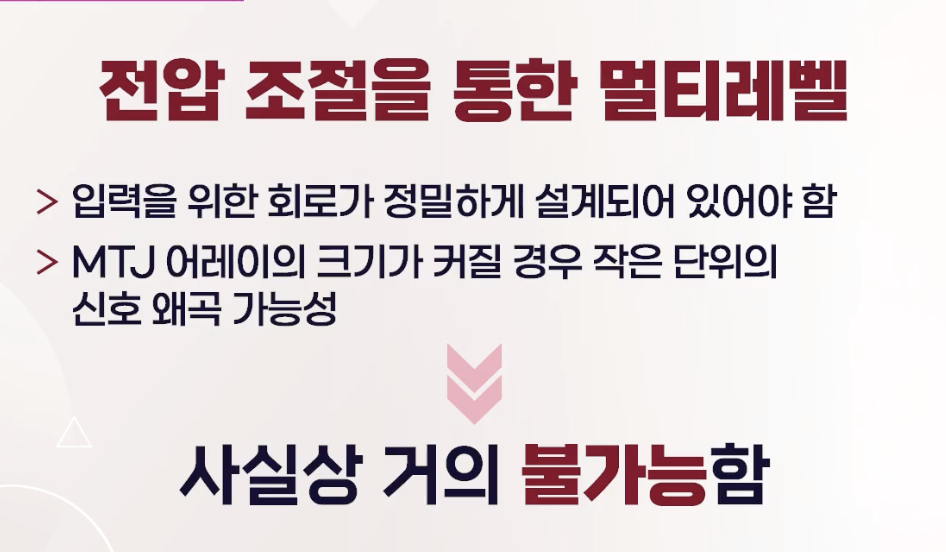 전압 조절을 통한 멀티레벨
> 입력을 위한 회로가 정밀하게 설계되어 있어야 함
> MTJ 어레이의 크기가 커질 경우 작은 단위의
신호 왜곡 가능성
사실상 거의 불가능함